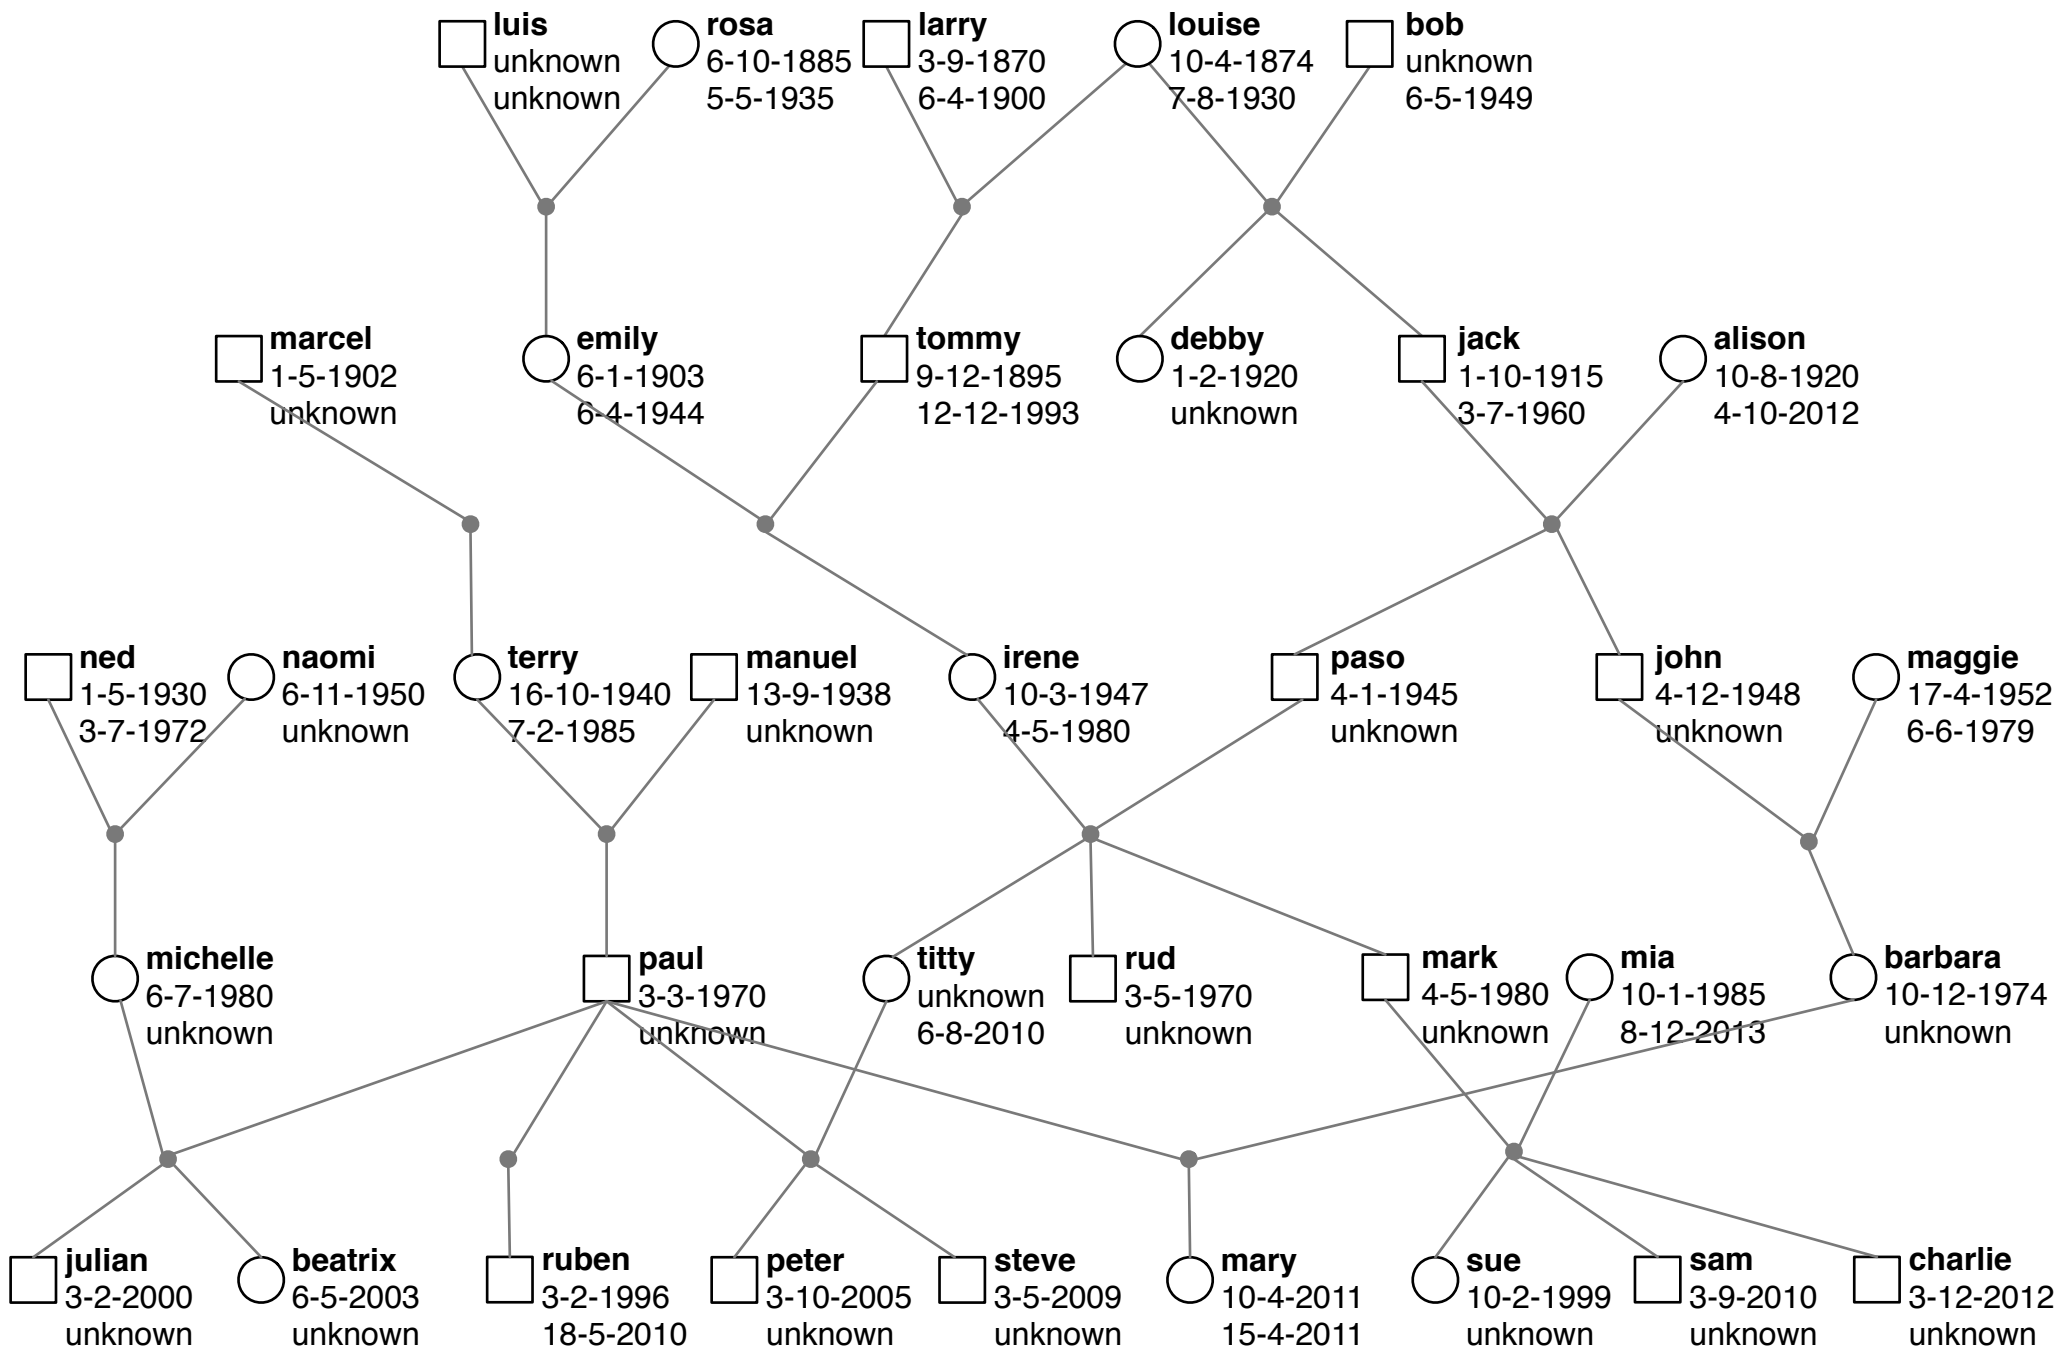 luis
unknown
unknown
rosa
6-10-1885
5-5-1935
larry
3-9-1870
6-4-1900
louise
10-4-1874
7-8-1930
bob
unknown
6-5-1949
marcel
1-5-1902
unknown
emily
6-1-1903
6-4-1944
tommy
9-12-1895
12-12-1993
debby
1-2-1920
unknown
jack
1-10-1915
3-7-1960
alison
10-8-1920
4-10-2012
ned
1-5-1930
3-7-1972
naomi
6-11-1950
unknown
terry
16-10-1940
7-2-1985
manuel
13-9-1938
unknown
irene
10-3-1947
4-5-1980
paso
4-1-1945
unknown
john
4-12-1948
unknown
maggie
17-4-1952
6-6-1979
michelle
6-7-1980
unknown
paul
3-3-1970
unknown
titty
unknown
6-8-2010
rud
3-5-1970
unknown
mark
4-5-1980
unknown
mia
10-1-1985
8-12-2013
barbara
10-12-1974
unknown
julian
3-2-2000
unknown
beatrix
6-5-2003
unknown
ruben
3-2-1996
18-5-2010
peter
3-10-2005
unknown
steve
3-5-2009
unknown
mary
10-4-2011
15-4-2011
sue
10-2-1999
unknown
sam
3-9-2010
unknown
charlie
3-12-2012
unknown